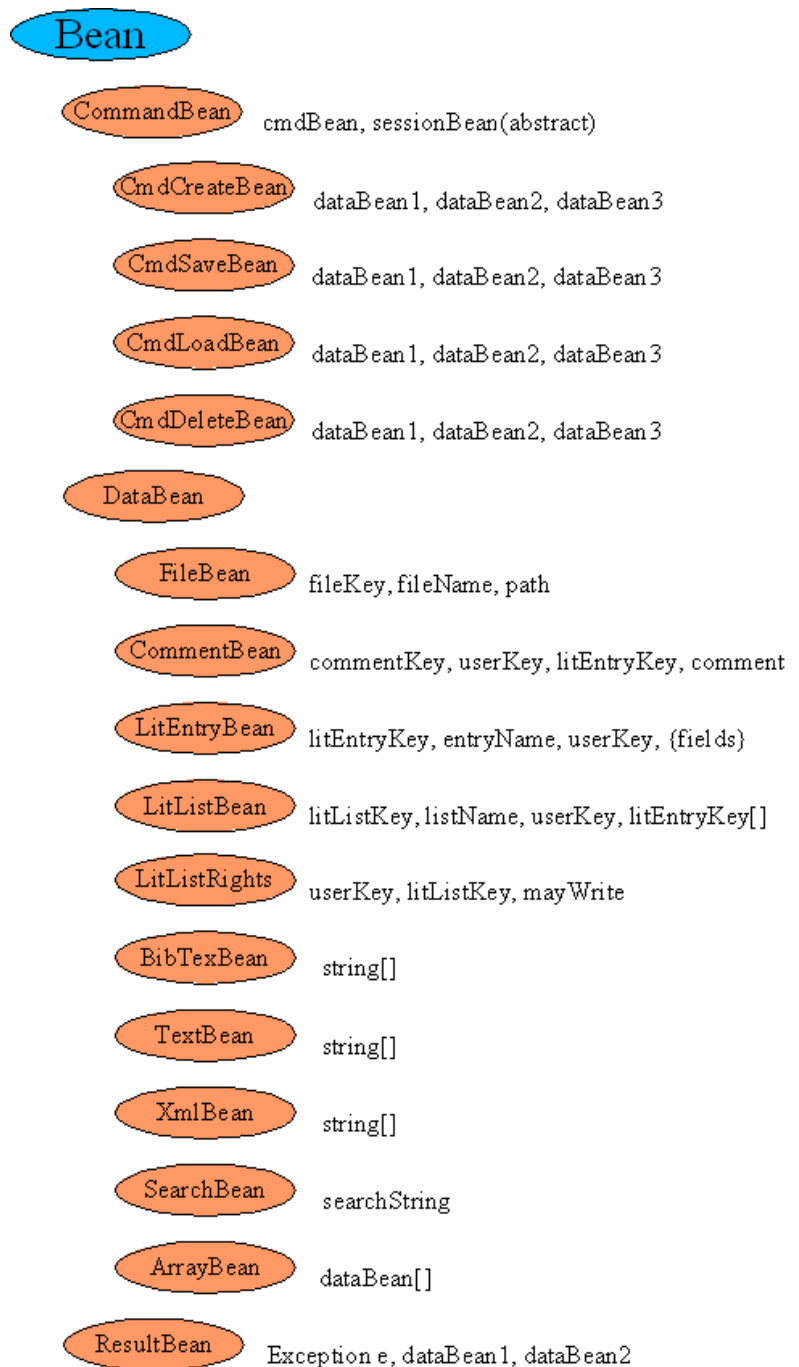 Bean
CommandBean cmdBean, sessionBean(abstract)
CmdCreateBean dataBean1, dataBean2, dataBean3
CmdSaveBean dataBean1, dataBean2, dataBean3
CmdLoadBean dataBean1, dataBean2, dataBean3
CmdDeleteBean dataBean1, dataBean2, dataBean3
DataBean
FileBean fileKey, fileName, path
CommentBean commentKey, userKey, litEntryKey, comment
LitEntryBean litEntryKey, entryName, userKey, {fields}
LitListBean litListKey, listName, userKey, litEntryKey[]
LitListRights userKey, litListKey, mayWrite
BibTexBean string[]
TextBean string[]
XmlBean string[]
SearchBean searchString
ArrayBean dataBean[]
ResultBean Exception e, dataBean1, dataBean2